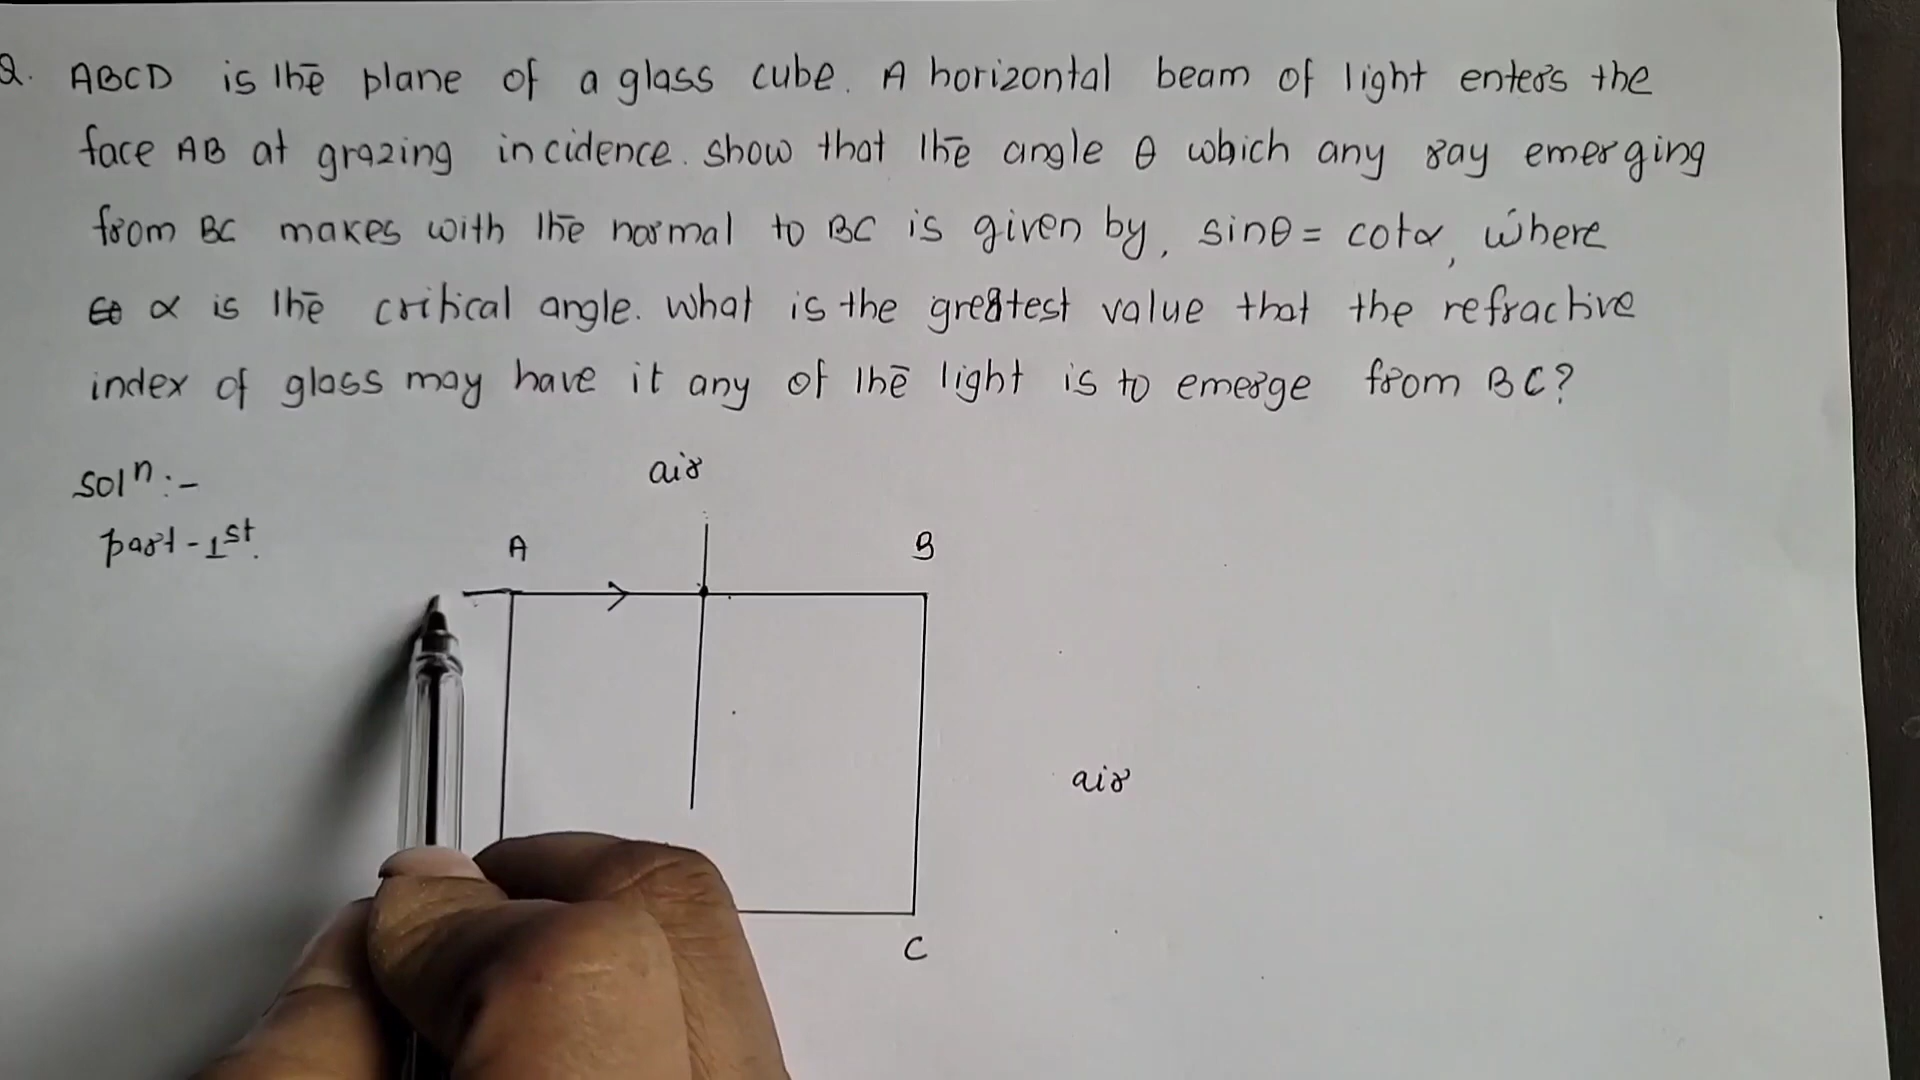 Q. ABCD is the plane of a glass cube. A horizontal beam of light enters the
face AB at grazing incidence. show that the angle θ which any ray emerging
from BC makes with the normal to BC is given by, sinθ = cotα, where
α is the critical angle. what is the greatest value that the refractive
index of glass may have it any of the light is to emerge from BC?
solⁿ:-
part-1st.
air
A
B
air
C